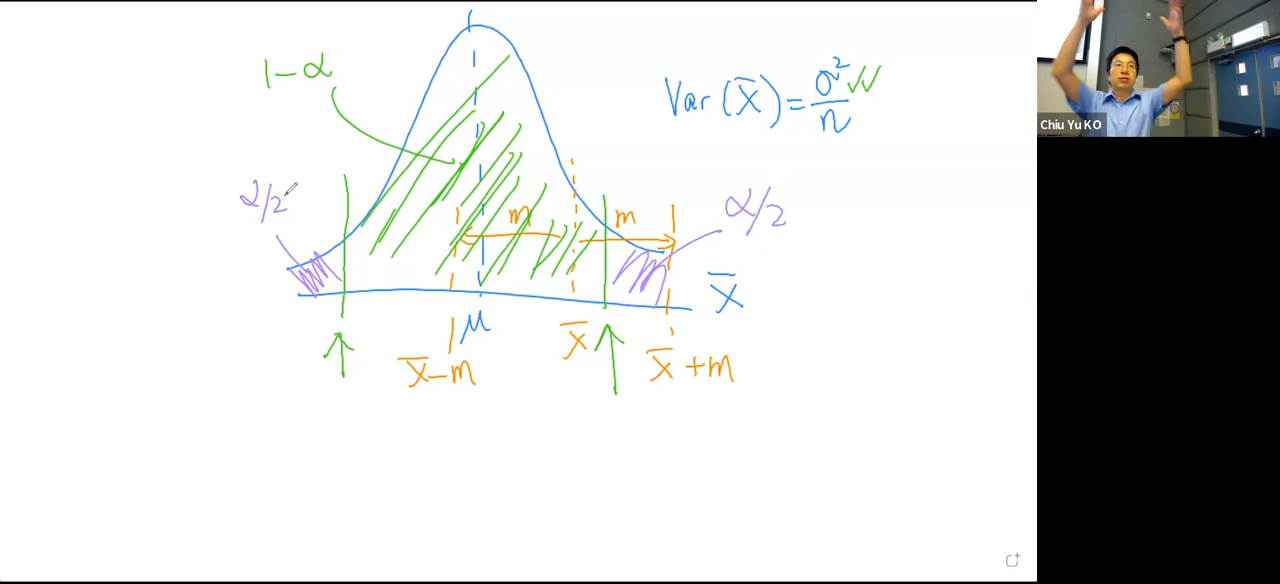 1-α
Var(X̄) = σ²/n
Chiu Yu KO
α/2
α/2
m
m
X̄
μ
X̄
X̄-m
X̄+m